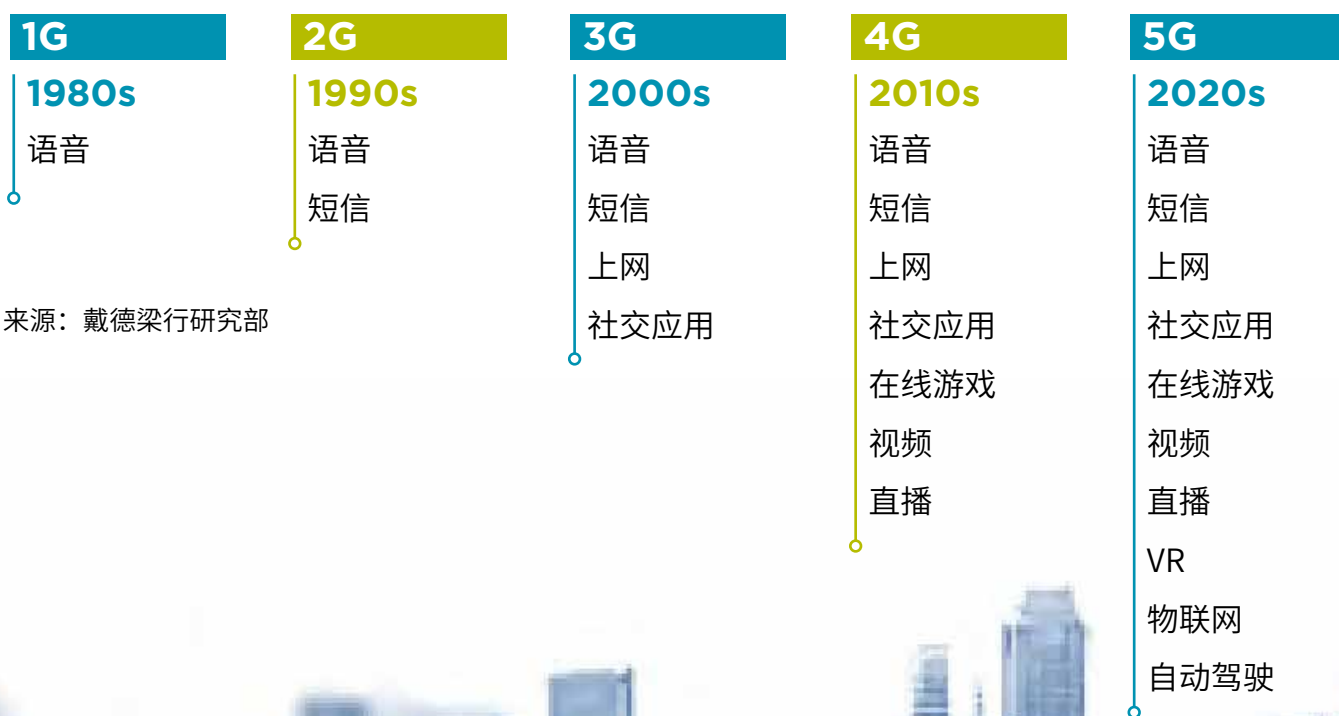 1G
1980s
语音
2G
1990s
语音
短信
3G
2000s
语音
短信
上网
社交应用
4G
2010s
语音
短信
上网
社交应用
在线游戏
视频
直播
5G
2020s
语音
短信
上网
社交应用
在线游戏
视频
直播
VR
物联网
自动驾驶
来源：戴德梁行研究部